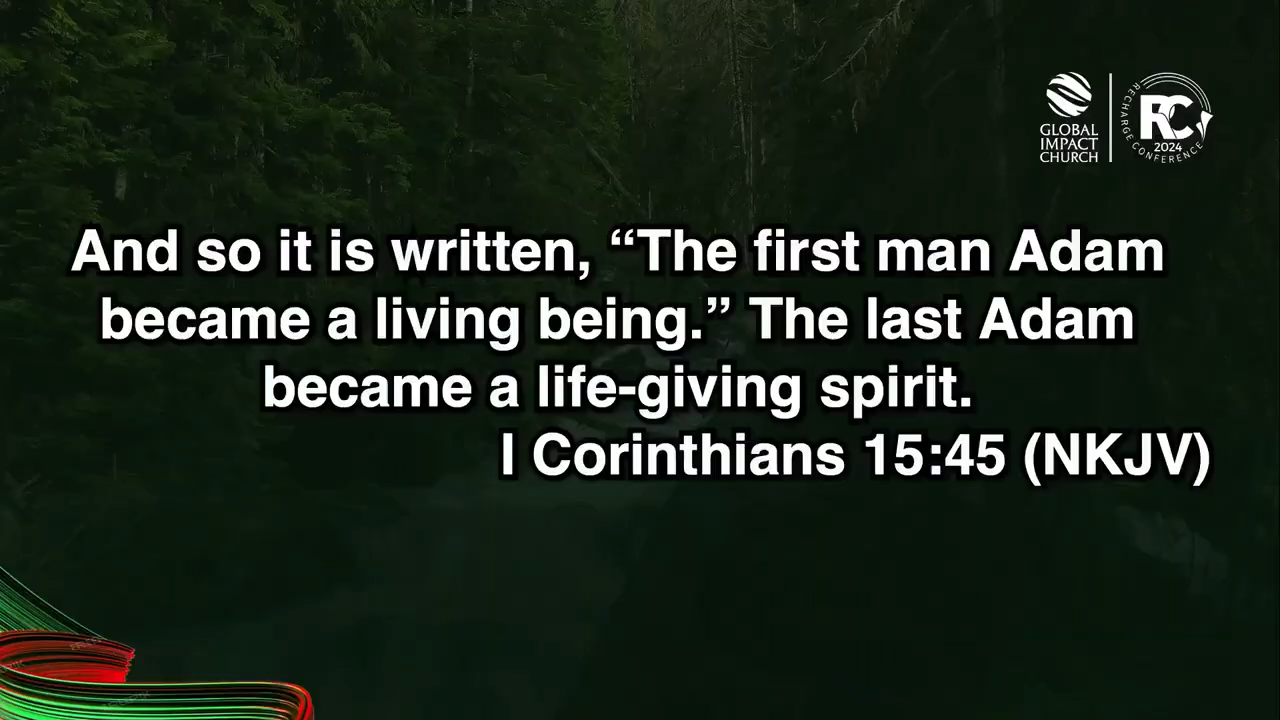 GLOBAL
IMPACT
CHURCH
RC
2024
RECHARGE CONFERENCE
And so it is written, “The first man Adam
became a living being.” The last Adam
became a life-giving spirit.
I Corinthians 15:45 (NKJV)